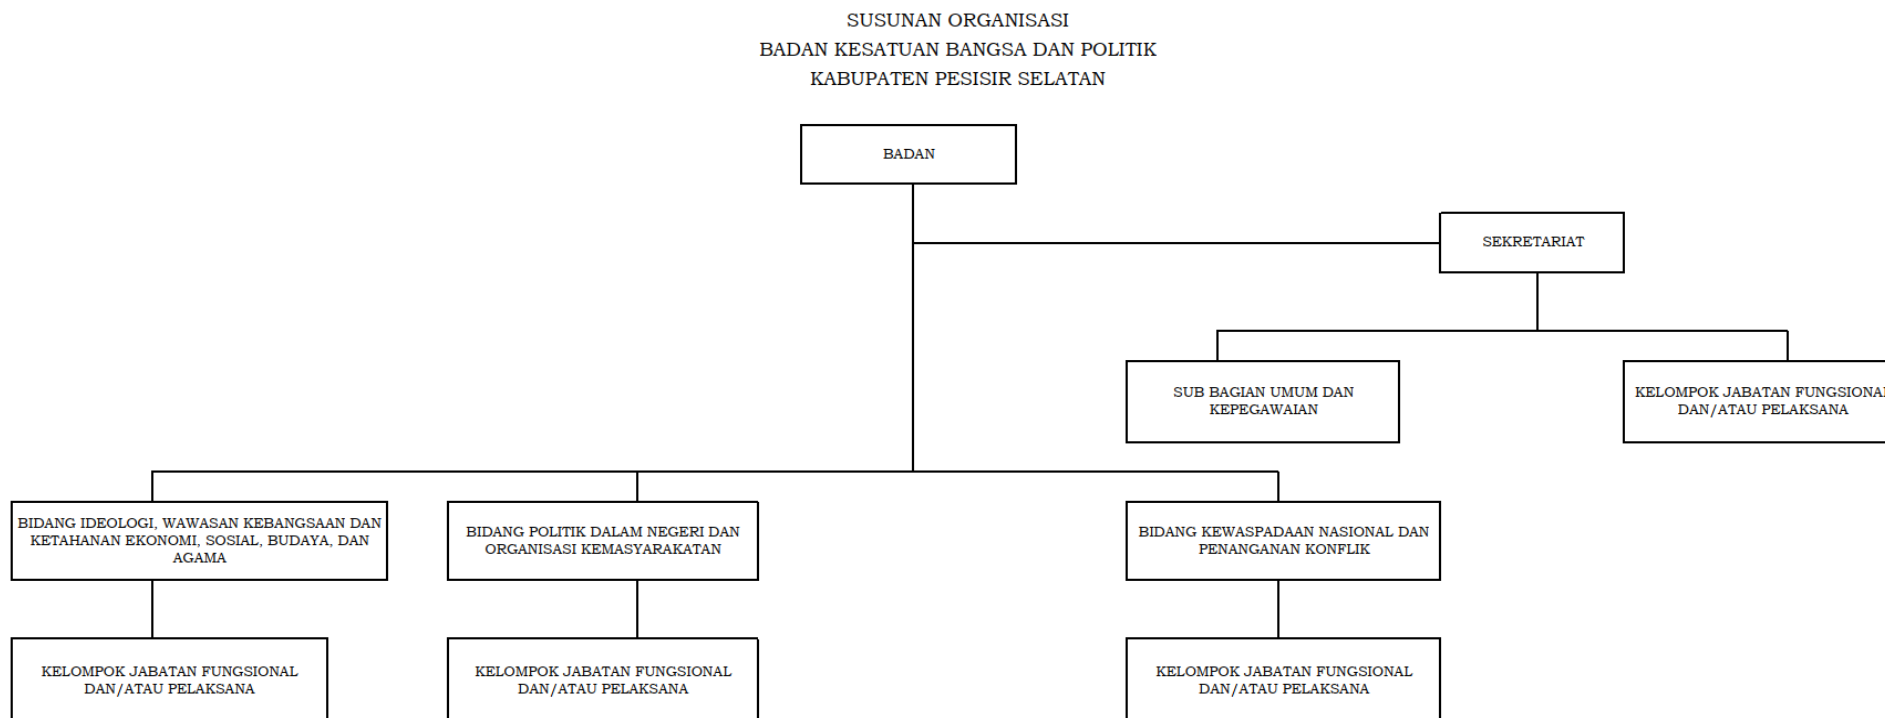 SUSUNAN ORGANISASI
BADAN KESATUAN BANGSA DAN POLITIK
KABUPATEN PESISIR SELATAN
BADAN
SEKRETARIAT
SUB BAGIAN UMUM DAN
KEPEGAWAIAN
KELOMPOK JABATAN FUNGSIONAL
DAN/ATAU PELAKSANA
BIDANG IDEOLOGI, WAWASAN KEBANGSAAN DAN
KETAHANAN EKONOMI, SOSIAL, BUDAYA, DAN
AGAMA
BIDANG POLITIK DALAM NEGERI DAN
ORGANISASI KEMASYARAKATAN
BIDANG KEWASPADAAN NASIONAL DAN
PENANGANAN KONFLIK
KELOMPOK JABATAN FUNGSIONAL
DAN/ATAU PELAKSANA
KELOMPOK JABATAN FUNGSIONAL
DAN/ATAU PELAKSANA
KELOMPOK JABATAN FUNGSIONAL
DAN/ATAU PELAKSANA